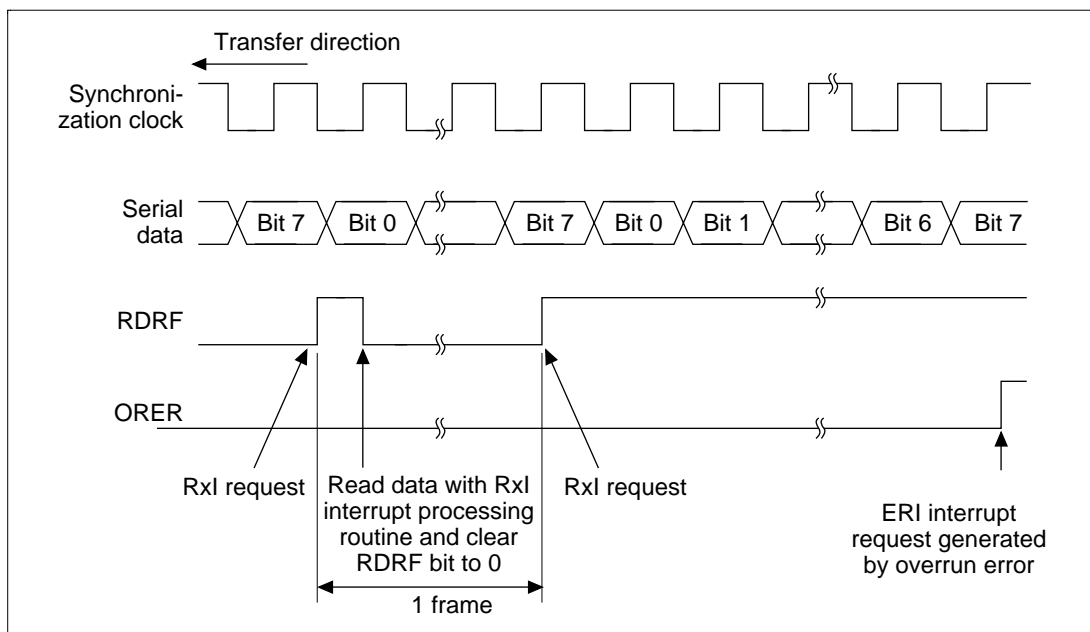 Transfer direction
Synchroni-
zation clock
Serial
data
Bit 7
Bit 0
Bit 7
Bit 0
Bit 1
Bit 6
Bit 7
RDRF
ORER
RxI request
Read data with RxI
interrupt processing
routine and clear
RDRF bit to 0
RxI request
ERI interrupt
request generated
by overrun error
1 frame